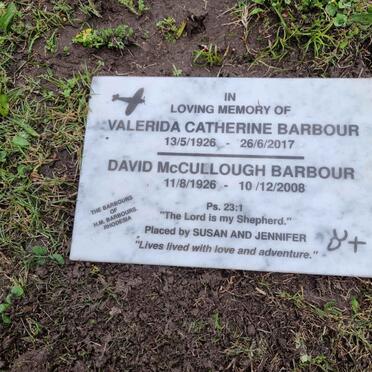 IN
LOVING MEMORY OF
VALERIDA CATHERINE BARBOUR
13/5/1926 - 26/6/2017
DAVID McCULLOUGH BARBOUR
11/8/1926 - 10/12/2008
Ps. 23:1
"The Lord is my Shepherd."
Placed by SUSAN AND JENNIFER
"Lives lived with love and adventure."
THE BARBOURS
OF
H.M. BARBOURS,
RHODESIA